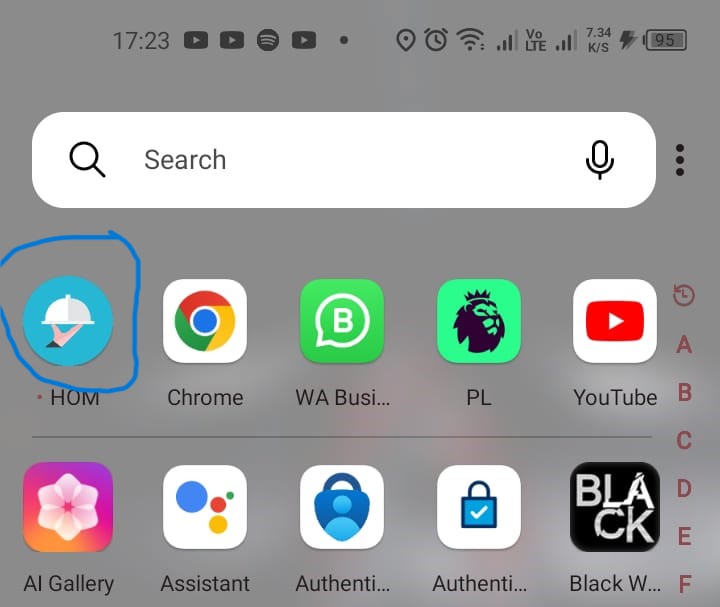 17:23 Vo LTE 7.34 K/S 95
Search
HOM Chrome WA Busi... PL YouTube
A
B
C
D
AI Gallery Assistant Authenti... Authenti... Black W...
BLACK
E
F